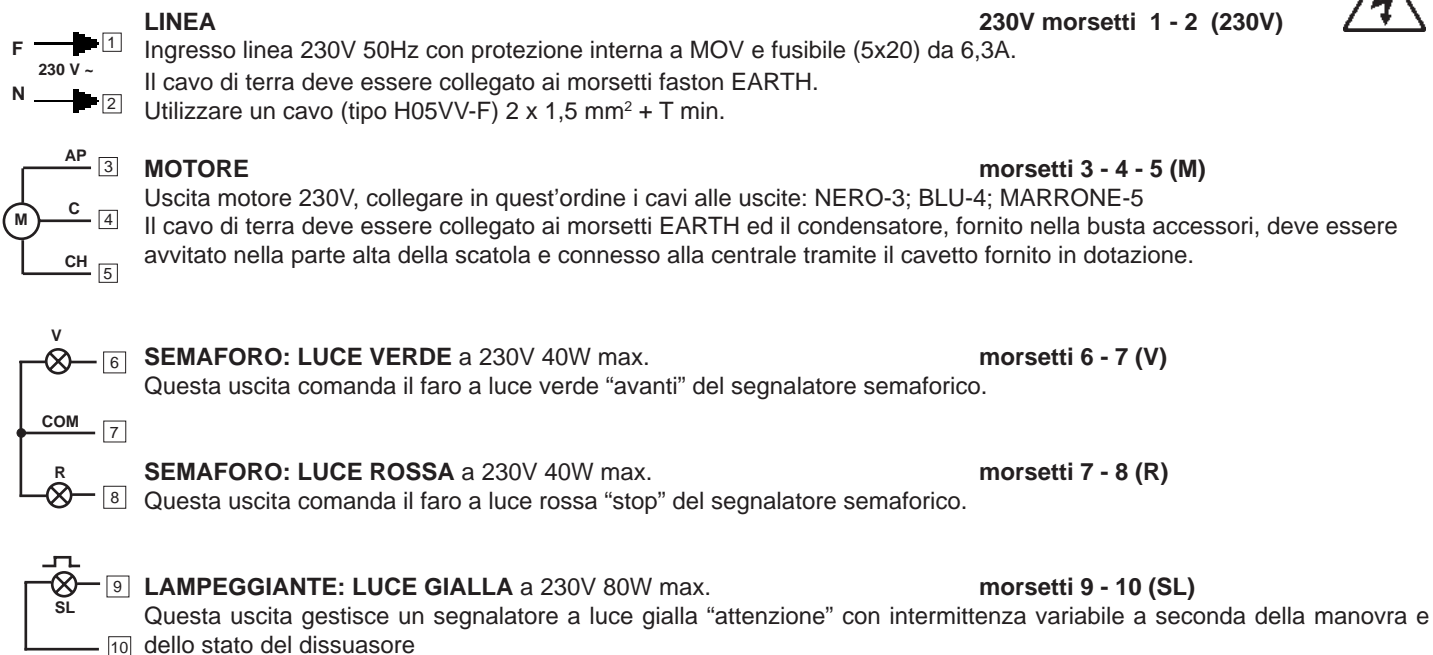 LINEA 230V morsetti 1 - 2 (230V)
F 1 Ingresso linea 230V 50Hz con protezione interna a MOV e fusibile (5x20) da 6,3A.
230 V ~
Il cavo di terra deve essere collegato ai morsetti faston EARTH.
N 2 Utilizzare un cavo (tipo H05VV-F) 2 x 1,5 mm² + T min.
AP 3 MOTORE morsetti 3 - 4 - 5 (M)
Uscita motore 230V, collegare in quest'ordine i cavi alle uscite: NERO-3; BLU-4; MARRONE-5
M C 4 Il cavo di terra deve essere collegato ai morsetti EARTH ed il condensatore, fornito nella busta accessori, deve essere
avvitato nella parte alta della scatola e connesso alla centrale tramite il cavetto fornito in dotazione.
CH 5
V
6 SEMAFORO: LUCE VERDE a 230V 40W max. morsetti 6 - 7 (V)
Questa uscita comanda il faro a luce verde “avanti” del segnalatore semaforico.
COM 7
R SEMAFORO: LUCE ROSSA a 230V 40W max. morsetti 7 - 8 (R)
8 Questa uscita comanda il faro a luce rossa “stop” del segnalatore semaforico.
9 LAMPEGGIANTE: LUCE GIALLA a 230V 80W max. morsetti 9 - 10 (SL)
SL
Questa uscita gestisce un segnalatore a luce gialla “attenzione” con intermittenza variabile a seconda della manovra e
10 dello stato del dissuasore